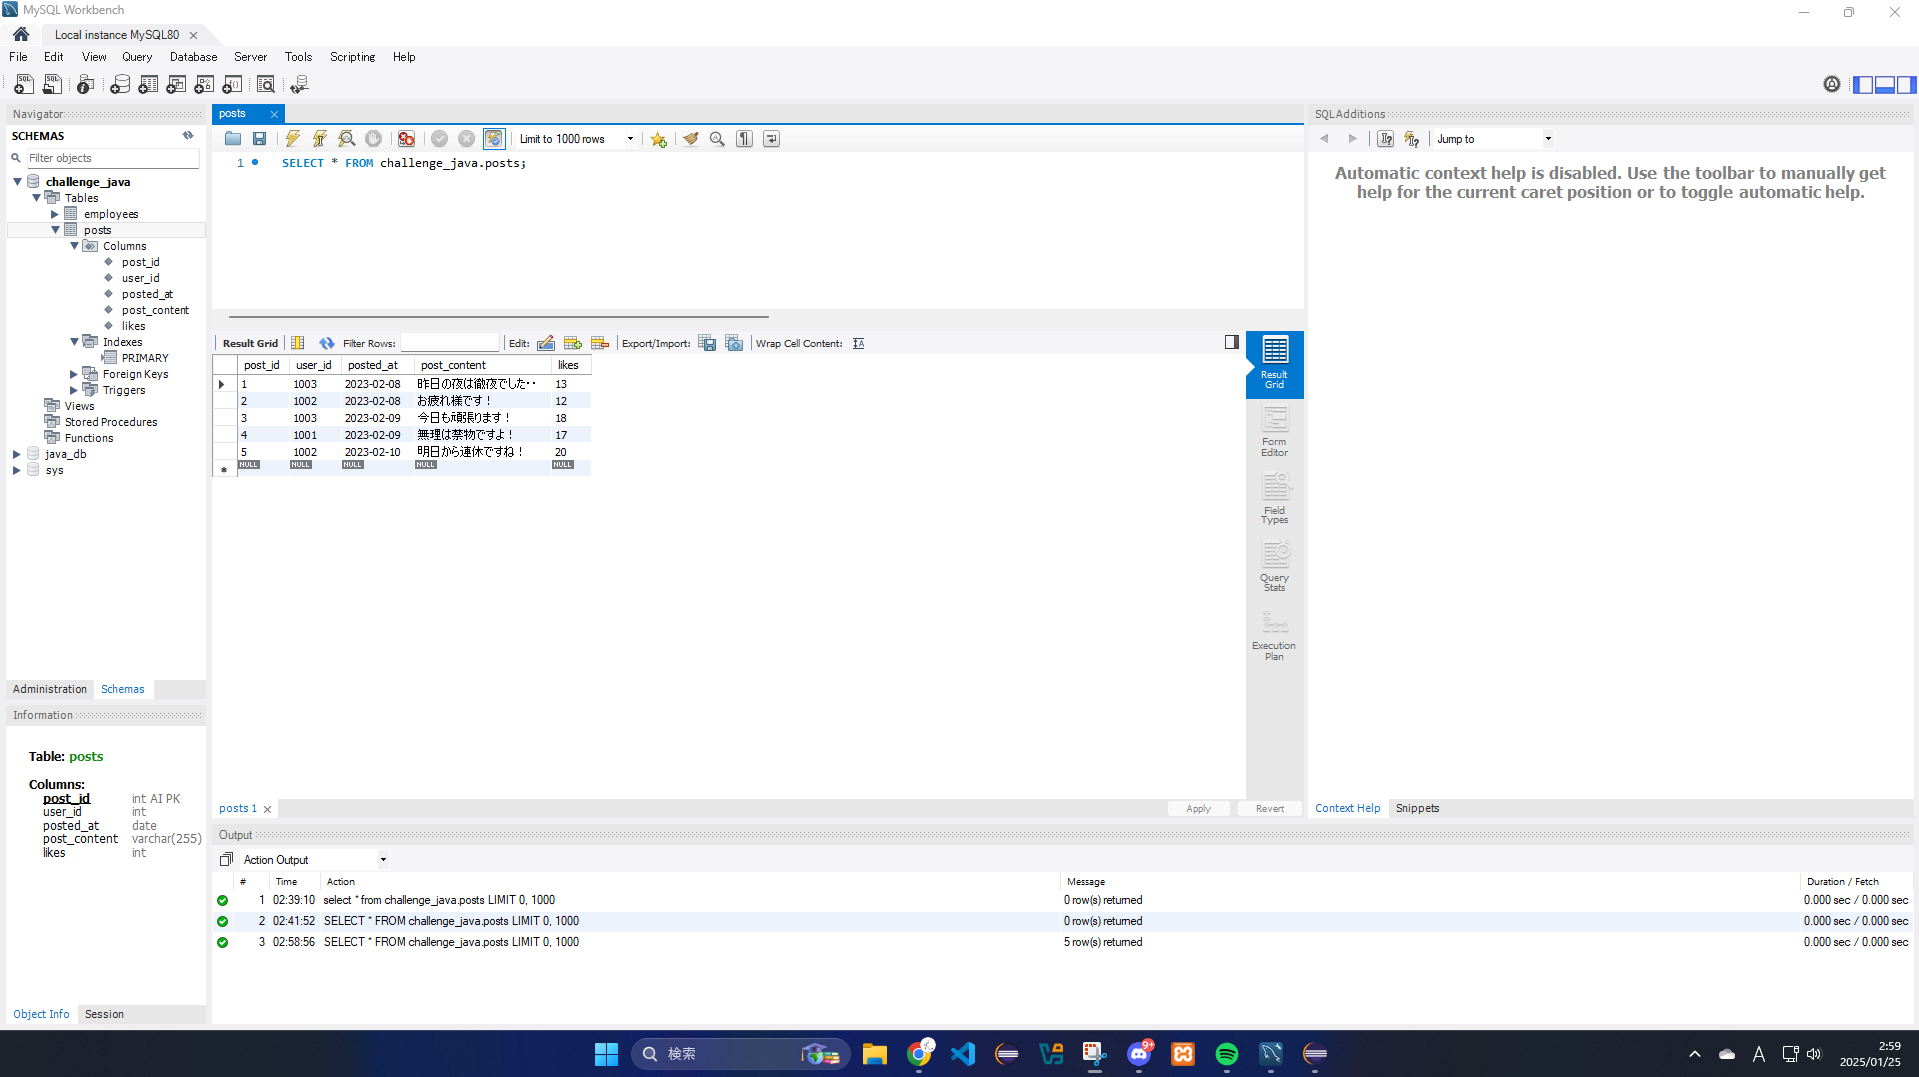 MySQL Workbench
Local instance MySQL80
File Edit View Query Database Server Tools Scripting Help
Navigator
SCHEMAS
Filter objects
challenge_java
Tables
employees
posts
Columns
post_id
user_id
posted_at
post_content
likes
Indexes
PRIMARY
Foreign Keys
Triggers
Views
Stored Procedures
Functions
java_db
sys
Administration Schemas
Information
Table: posts
Columns:
post_id int AI PK
user_id int
posted_at date
post_content varchar(255)
likes int
Object Info Session
posts
Limit to 1000 rows
1 SELECT * FROM challenge_java.posts;
Result Grid Filter Rows: Edit: Export/Import: Wrap Cell Content:
post_id user_id posted_at post_content likes
1 1003 2023-02-08 昨日の夜は徹夜でした・・ 13
2 1002 2023-02-08 お疲れ様です！ 12
3 1003 2023-02-09 今日も頑張ります！ 18
4 1001 2023-02-09 無理は禁物ですよ！ 17
5 1002 2023-02-10 明日から連休ですね！ 20
NULL NULL NULL NULL NULL
Result Grid
Form Editor
Field Types
Query Stats
Execution Plan
posts 1 Apply Revert
SQLAdditions
Jump to
Automatic context help is disabled. Use the toolbar to manually get
help for the current caret position or to toggle automatic help.
Context Help Snippets
Output
Action Output
# Time Action Message Duration / Fetch
1 02:39:10 select * from challenge_java.posts LIMIT 0, 1000 0 row(s) returned 0.000 sec / 0.000 sec
2 02:41:52 SELECT * FROM challenge_java.posts LIMIT 0, 1000 0 row(s) returned 0.000 sec / 0.000 sec
3 02:58:56 SELECT * FROM challenge_java.posts LIMIT 0, 1000 5 row(s) returned 0.000 sec / 0.000 sec
検索
9+
A
2:59
2025/01/25